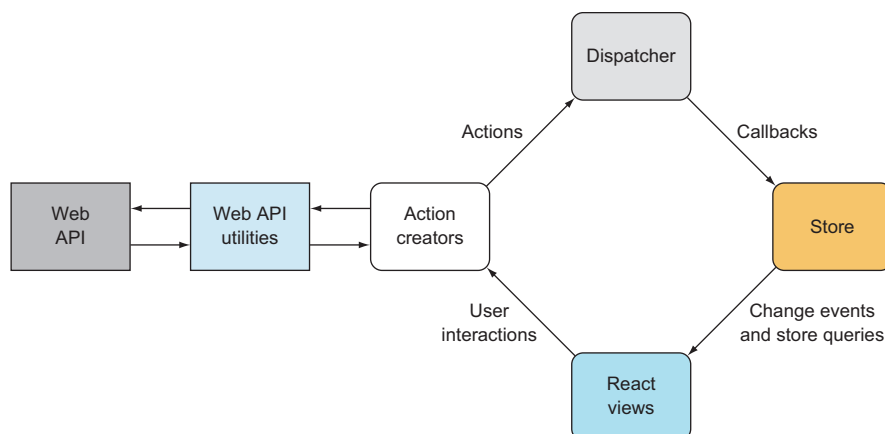 Dispatcher
Actions
Callbacks
Web
API
Web API
utilities
Action
creators
Store
User
interactions
Change events
and store queries
React
views